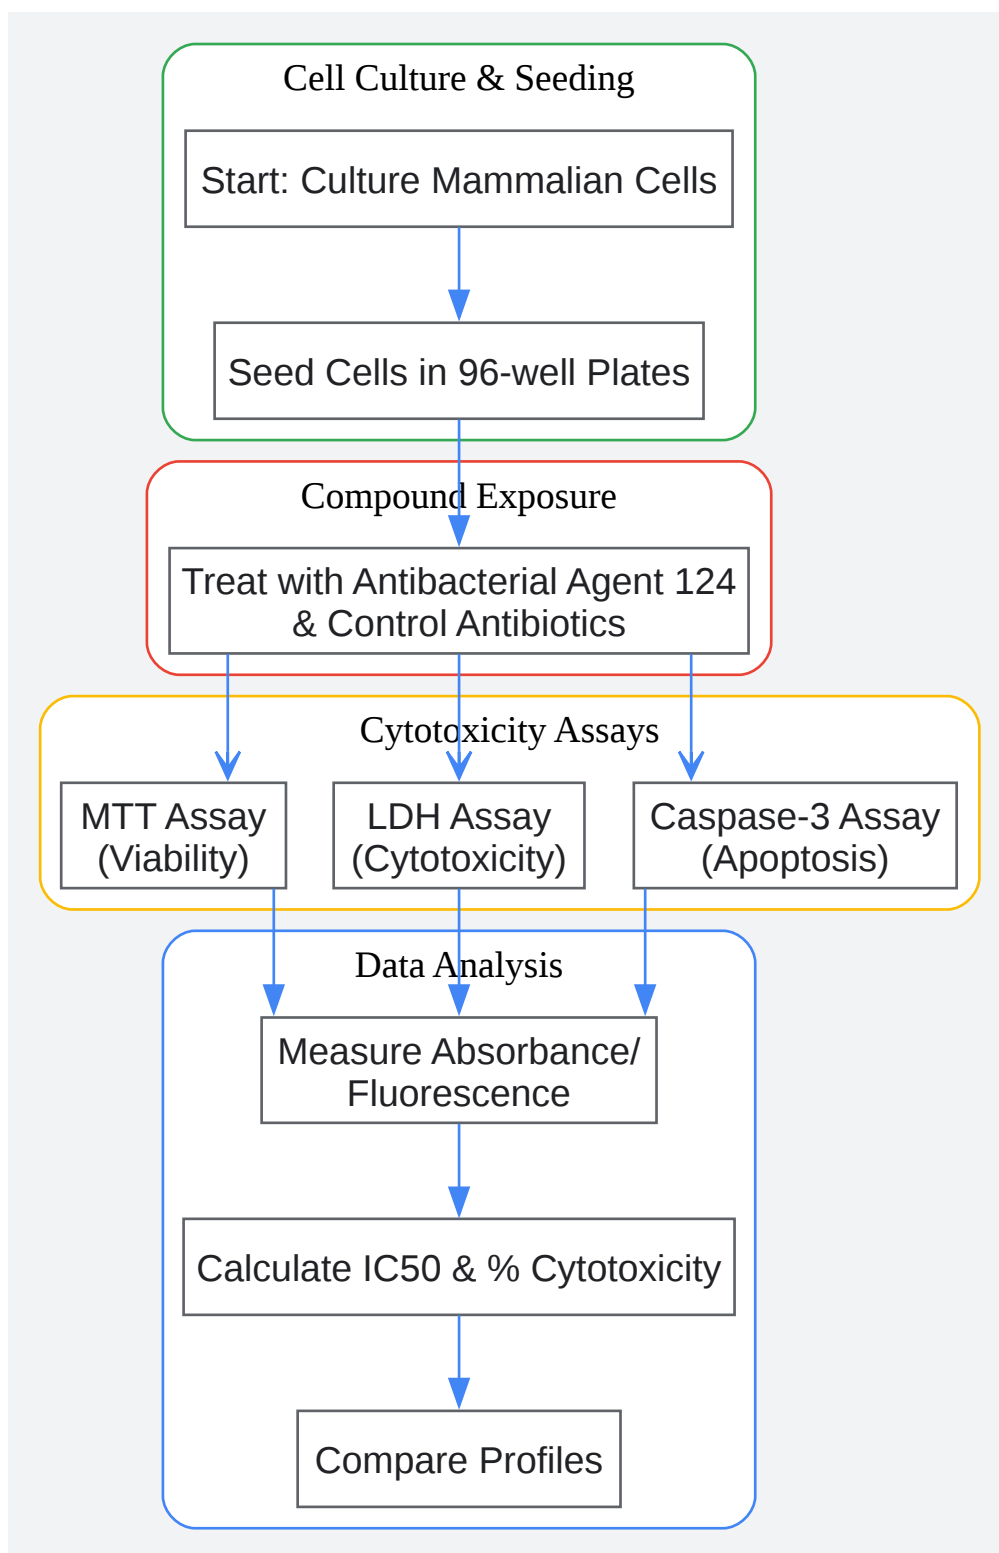 Cell Culture & Seeding
Start: Culture Mammalian Cells
Seed Cells in 96-well Plates
Compound Exposure
Treat with Antibacterial Agent 124
& Control Antibiotics
Cytotoxicity Assays
MTT Assay
(Viability)
LDH Assay
(Cytotoxicity)
Caspase-3 Assay
(Apoptosis)
Data Analysis
Measure Absorbance/
Fluorescence
Calculate IC50 & % Cytotoxicity
Compare Profiles